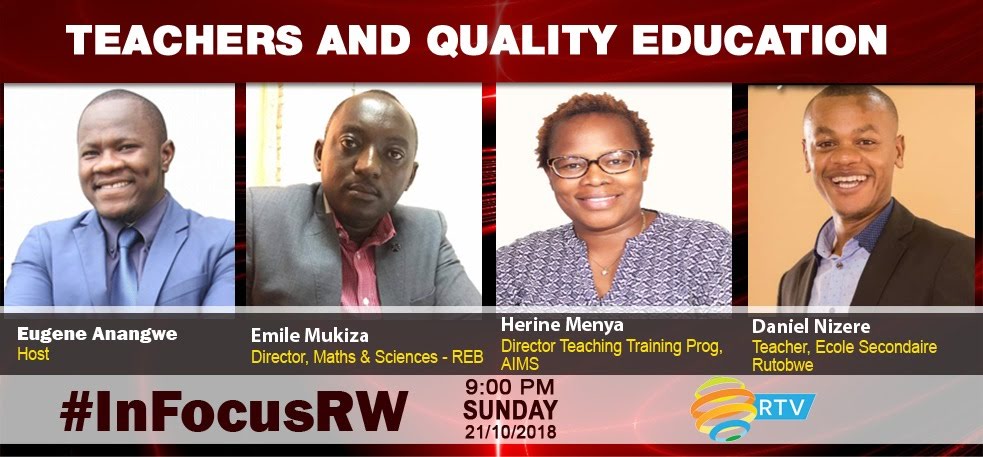 TEACHERS AND QUALITY EDUCATION
Eugene Anangwe
Host
Emile Mukiza
Director, Maths & Sciences - REB
Herine Menya
Director Teaching Training Prog,
AIMS
Daniel Nizere
Teacher, Ecole Secondaire
Rutobwe
#InFocusRW
9:00 PM
SUNDAY
21/10/2018
RTV